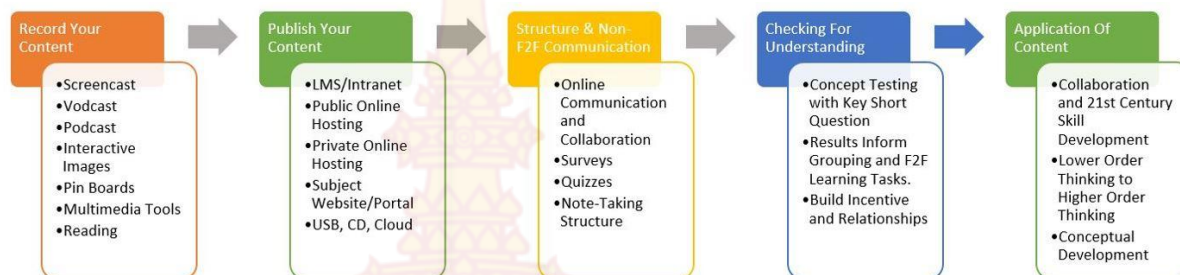 Record Your
Content
•Screencast
•Vodcast
•Podcast
•Interactive
Images
•Pin Boards
•Multimedia Tools
•Reading
Publish Your
Content
•LMS/Intranet
•Public Online
Hosting
•Private Online
Hosting
•Subject
Website/Portal
•USB, CD, Cloud
Structure & Non-
F2F Communication
•Online
Communication
and
Collaboration
•Surveys
•Quizzes
•Note-Taking
Structure
Checking For
Understanding
•Concept Testing
with Key Short
Question
•Results Inform
Grouping and F2F
Learning Tasks.
•Build Incentive
and Relationships
Application Of
Content
•Collaboration
and 21st Century
Skill
Development
•Lower Order
Thinking to
Higher Order
Thinking
•Conceptual
Development